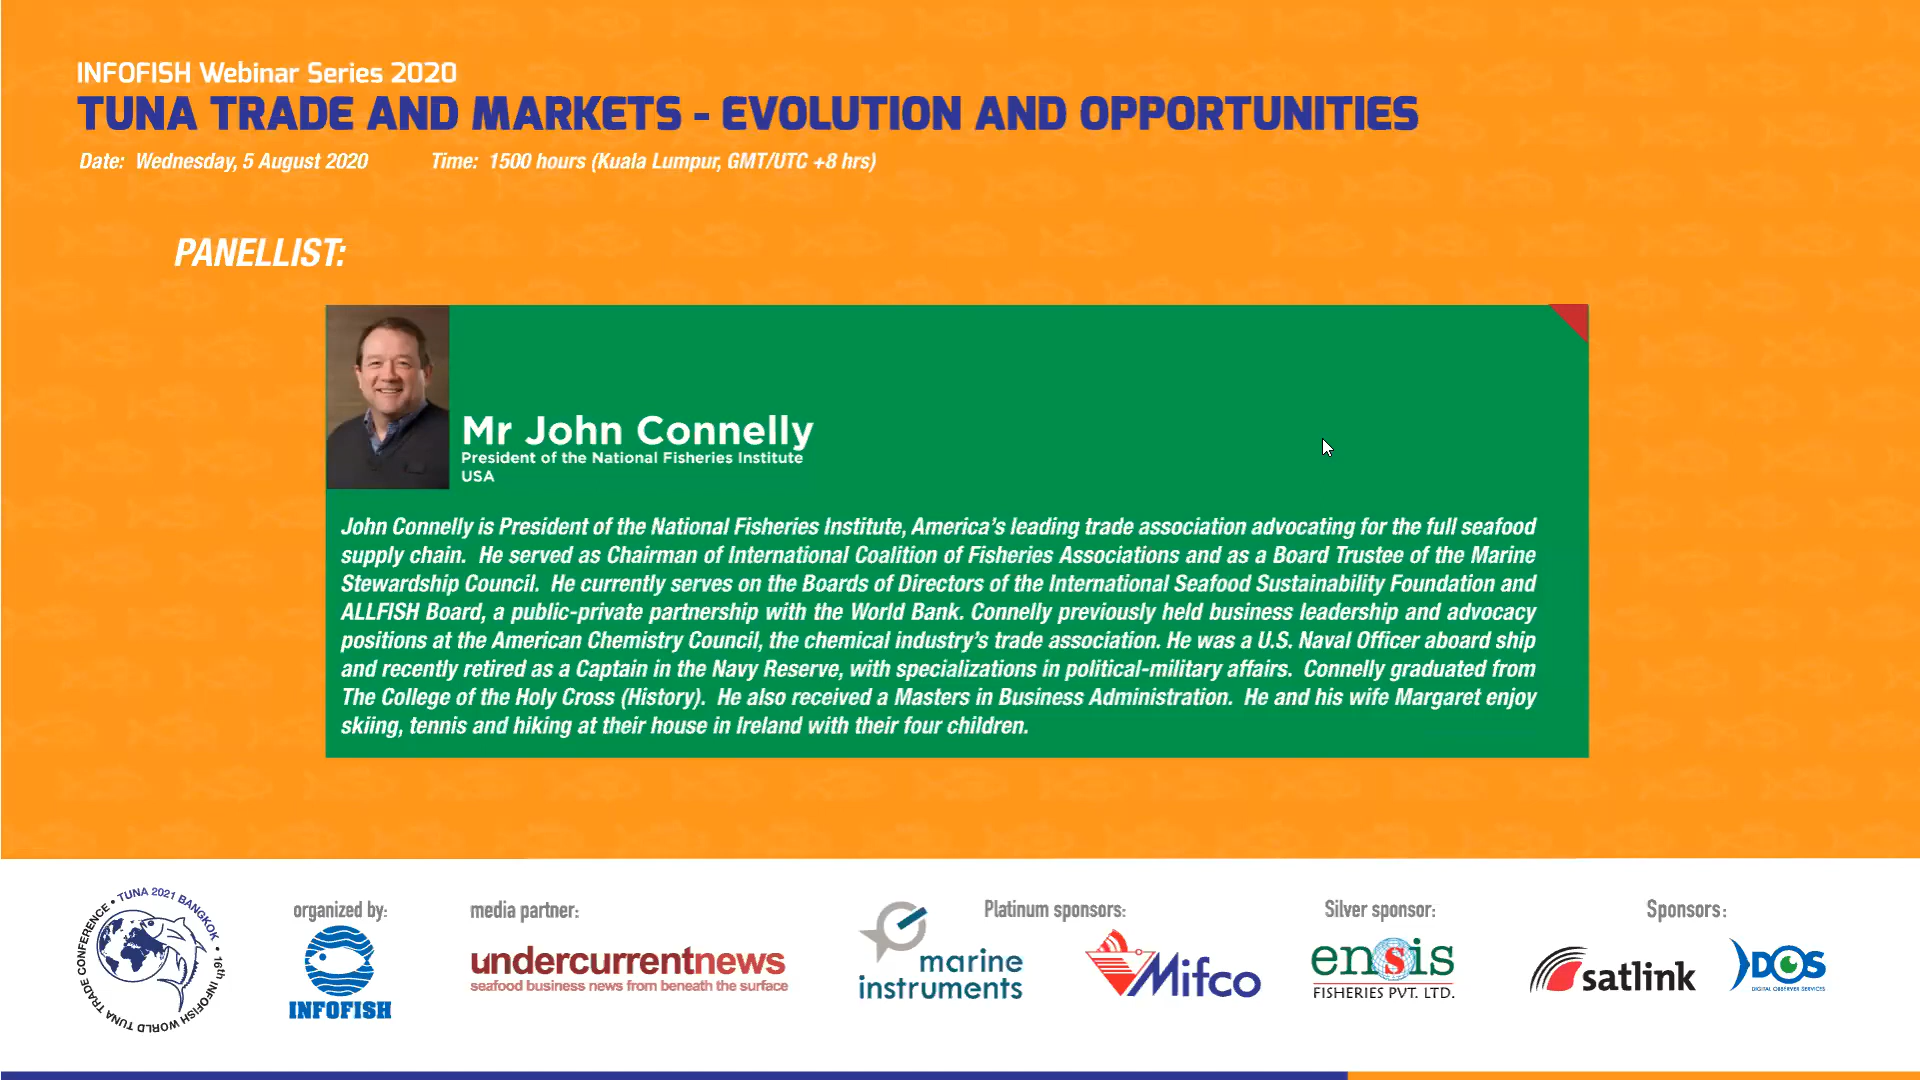 INFOFISH Webinar Series 2020
TUNA TRADE AND MARKETS - EVOLUTION AND OPPORTUNITIES
Date: Wednesday, 5 August 2020 Time: 1500 hours (Kuala Lumpur, GMT/UTC +8 hrs)
PANELLIST:
Mr John Connelly
President of the National Fisheries Institute
USA
John Connelly is President of the National Fisheries Institute, America's leading trade association advocating for the full seafood
supply chain. He served as Chairman of International Coalition of Fisheries Associations and as a Board Trustee of the Marine
Stewardship Council. He currently serves on the Boards of Directors of the International Seafood Sustainability Foundation and
ALLFISH Board, a public-private partnership with the World Bank. Connelly previously held business leadership and advocacy
positions at the American Chemistry Council, the chemical industry's trade association. He was a U.S. Naval Officer aboard ship
and recently retired as a Captain in the Navy Reserve, with specializations in political-military affairs. Connelly graduated from
The College of the Holy Cross (History). He also received a Masters in Business Administration. He and his wife Margaret enjoy
skiing, tennis and hiking at their house in Ireland with their four children.
• TUNA 2021 BANGKOK • 16th INFOFISH WORLD TUNA TRADE CONFERENCE
organized by:
INFOFISH
media partner:
undercurrentnews
seafood business news from beneath the surface
Platinum sponsors:
marine
instruments
Mifco
Silver sponsor:
ensis
FISHERIES PVT. LTD.
Sponsors:
satlink
DOS
DIGITAL OBSERVER SERVICES